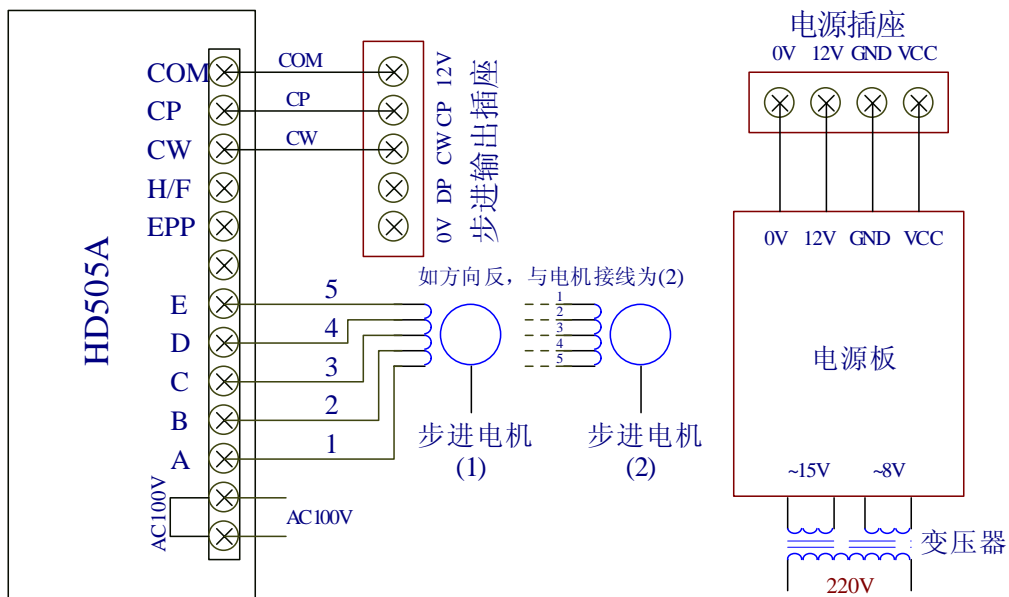 HD505A
COM
CP
CW
H/F
EPP
E
D
C
B
A
AC100V
COM
CP
CW
5
4
3
2
1
AC100V
0V DP CW CP 12V
步进输出插座
如方向反，与电机接线为(2)
步进电机
(1)
1
2
3
4
5
步进电机
(2)
电源插座
0V 12V GND VCC
0V 12V GND VCC
电源板
~15V ~8V
变压器
220V